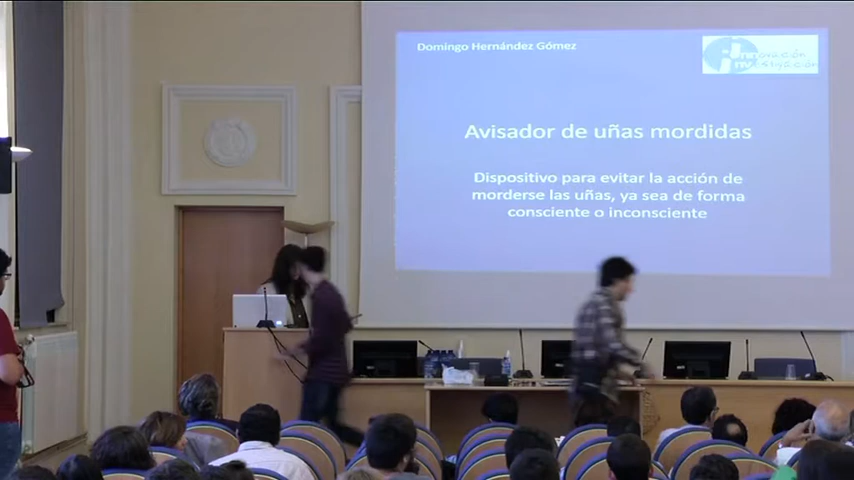 Domingo Hernández Gómez
Avisador de uñas mordidas
Dispositivo para evitar la acción de
morderse las uñas, ya sea de forma
consciente o inconsciente